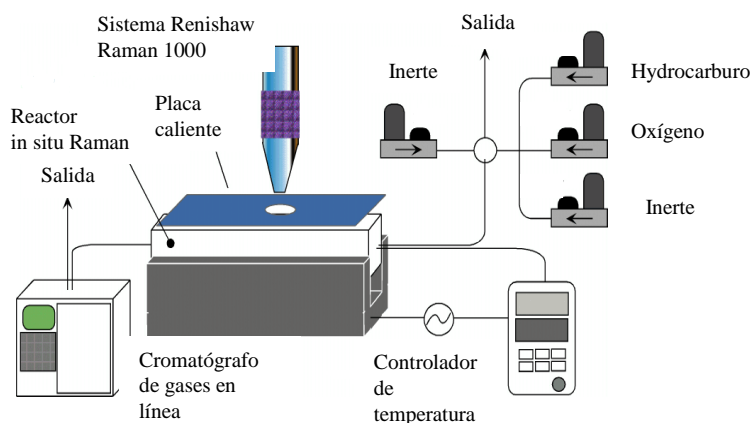 Sistema Renishaw
Raman 1000
Salida
Inerte
Hydrocarburo
Placa
caliente
Oxígeno
Reactor
in situ Raman
Salida
Inerte
Cromatógrafo
de gases en
línea
Controlador
de
temperatura